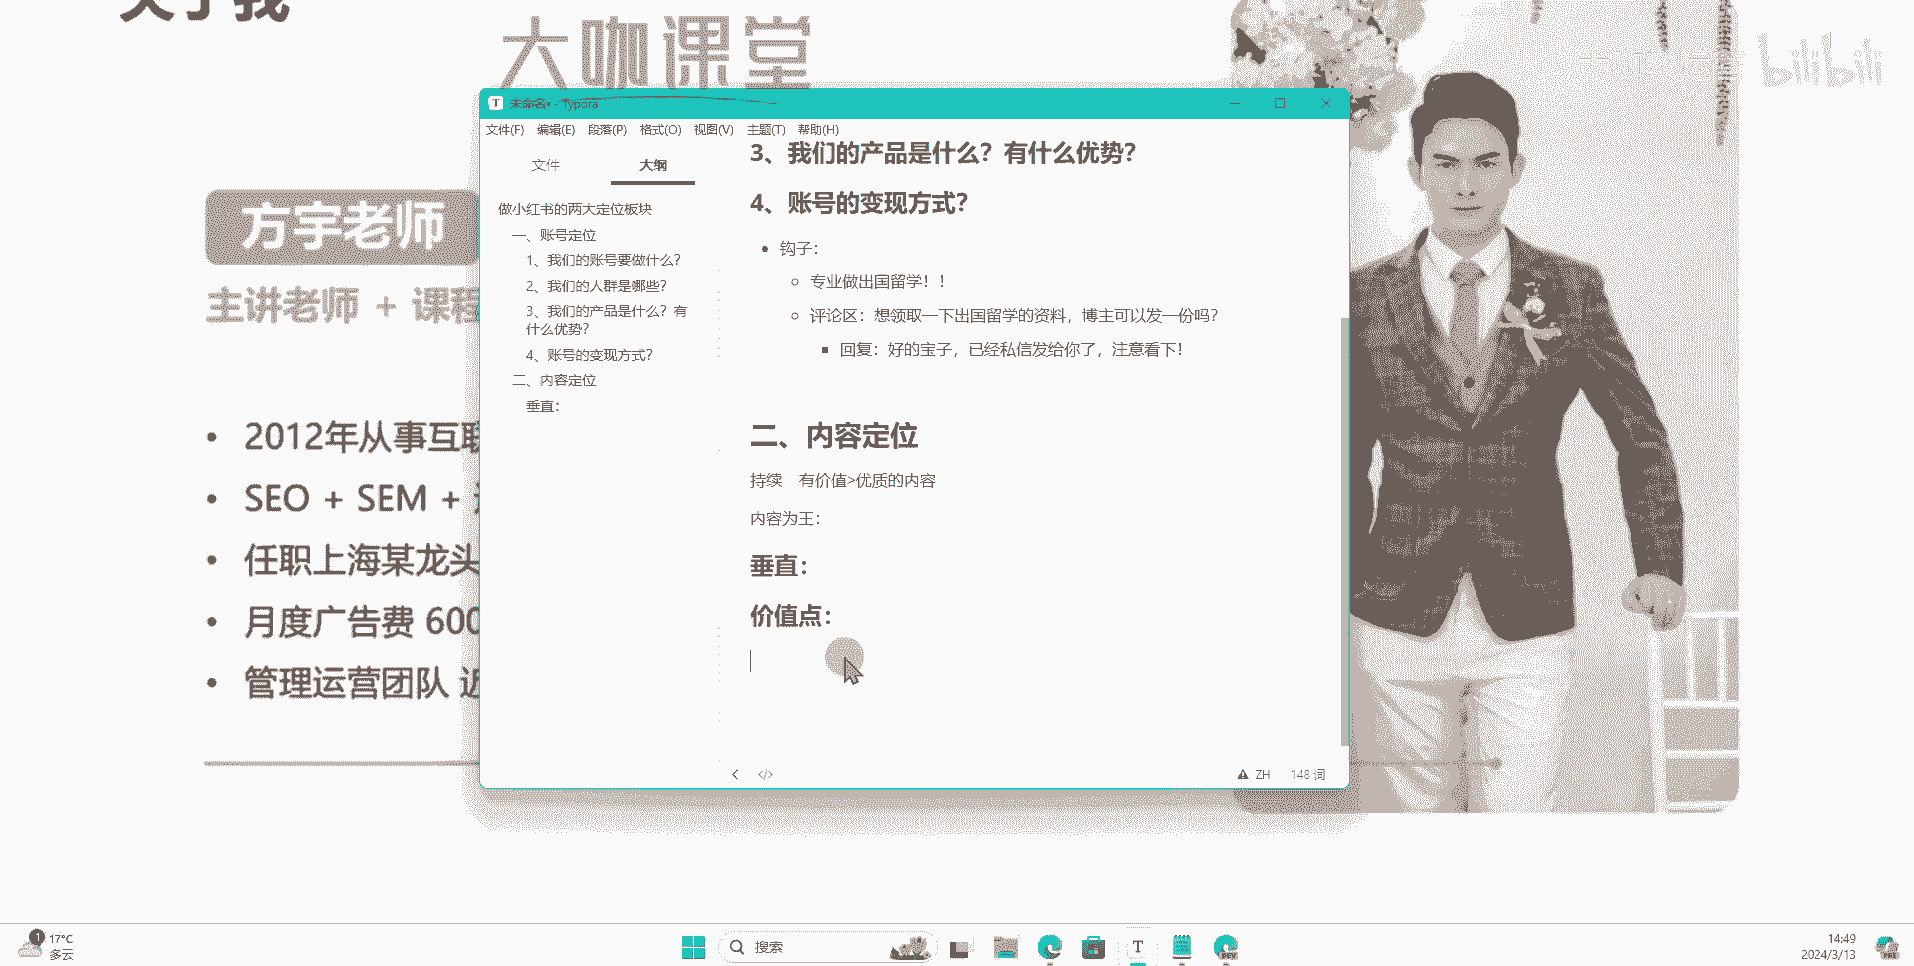 关于我
大咖课堂
bilibili
方宇老师
主讲老师 + 课程
2012年从事互联
SEO + SEM +
任职上海某龙头
月度广告费 600
管理运营团队 近
未命名• - Typora
文件(F) 编辑(E) 段落(P) 格式(O) 视图(V) 主题(T) 帮助(H)
文件 大纲
做小红书的两大定位板块
一、账号定位
1、我们的账号要做什么？
2、我们的人群是哪些？
3、我们的产品是什么？有
什么优势？
4、账号的变现方式？
二、内容定位
垂直：
3、我们的产品是什么？有什么优势？
4、账号的变现方式？
钩子：
专业做出国留学！！
评论区：想领取一下出国留学的资料，博主可以发一份吗？
回复：好的宝子，已经私信发给你了，注意看下！
二、内容定位
持续 有价值>优质的内容
内容为王：
垂直：
价值点：
ZH 148 词
1
17°C
多云
搜索
T
DEV
14:49
2024/3/13
PRE